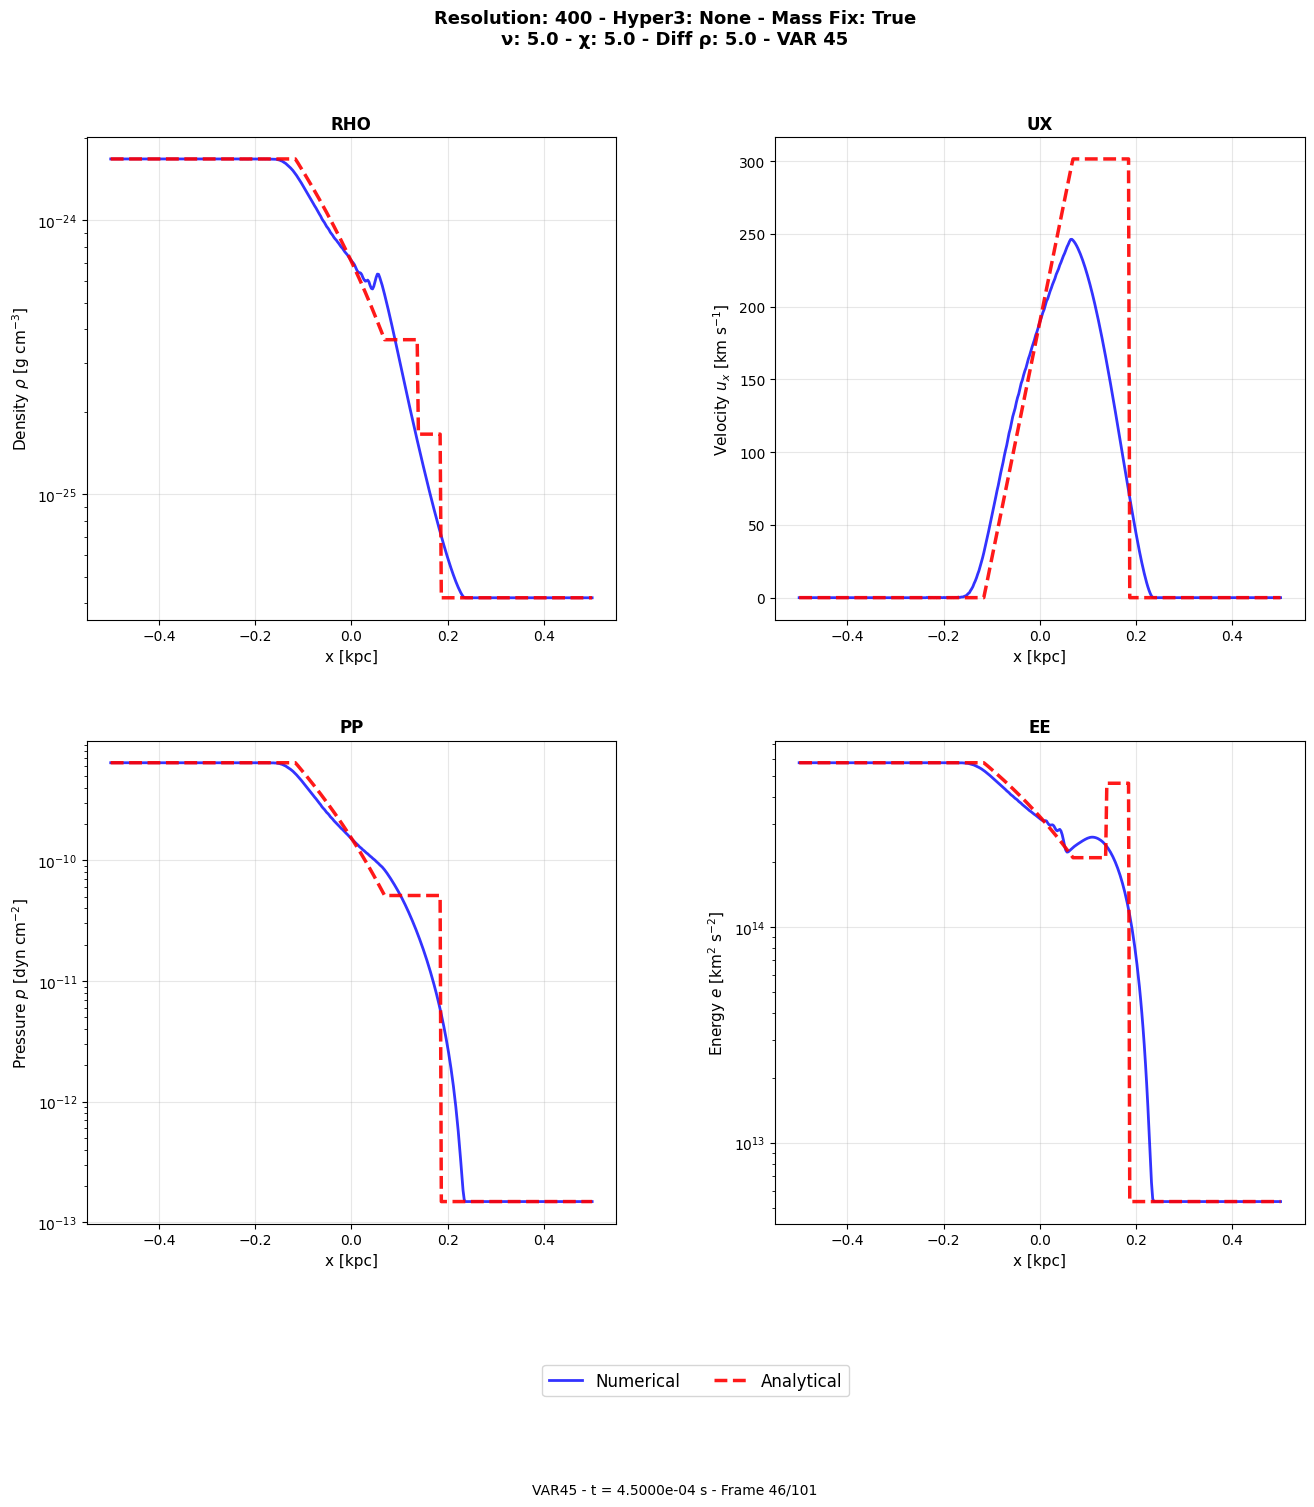 Resolution: 400 - Hyper3: None - Mass Fix: True
ν: 5.0 - χ: 5.0 - Diff ρ: 5.0 - VAR 45
RHO
Density ρ [g cm⁻³]
10⁻²⁴
10⁻²⁵
−0.4 −0.2 0.0 0.2 0.4
x [kpc]
UX
Velocity uₓ [km s⁻¹]
300
250
200
150
100
50
0
−0.4 −0.2 0.0 0.2 0.4
x [kpc]
PP
Pressure p [dyn cm⁻²]
10⁻¹⁰
10⁻¹¹
10⁻¹²
10⁻¹³
−0.4 −0.2 0.0 0.2 0.4
x [kpc]
EE
Energy e [km² s⁻²]
10¹⁴
10¹³
−0.4 −0.2 0.0 0.2 0.4
x [kpc]
Numerical Analytical
VAR45 - t = 4.5000e-04 s - Frame 46/101